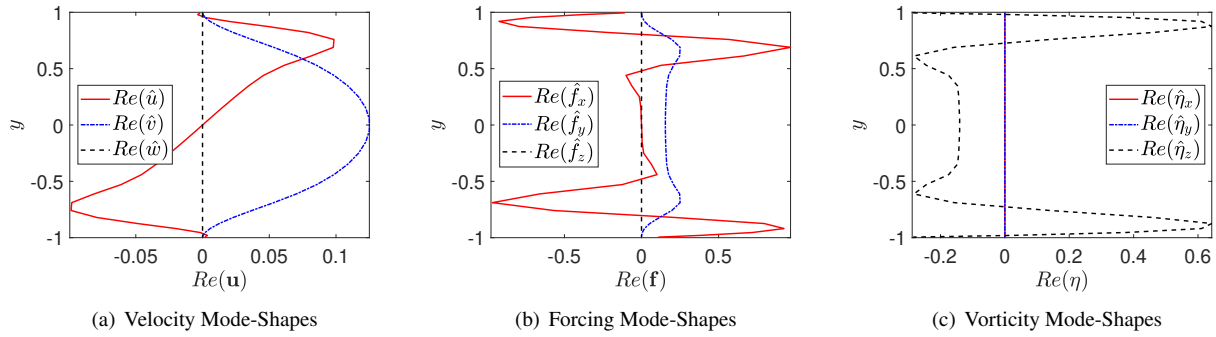 1
0.5
0
-0.5
-1
y
Re(û)
Re(v̂)
Re(ŵ)
-0.05
0
0.05
0.1
Re(u)
(a) Velocity Mode-Shapes
1
0.5
0
-0.5
-1
y
Re(f̂x)
Re(f̂y)
Re(f̂z)
-0.5
0
0.5
Re(f)
(b) Forcing Mode-Shapes
1
0.5
0
-0.5
-1
y
Re(η̂x)
Re(η̂y)
Re(η̂z)
-0.2
0
0.2
0.4
0.6
Re(η)
(c) Vorticity Mode-Shapes